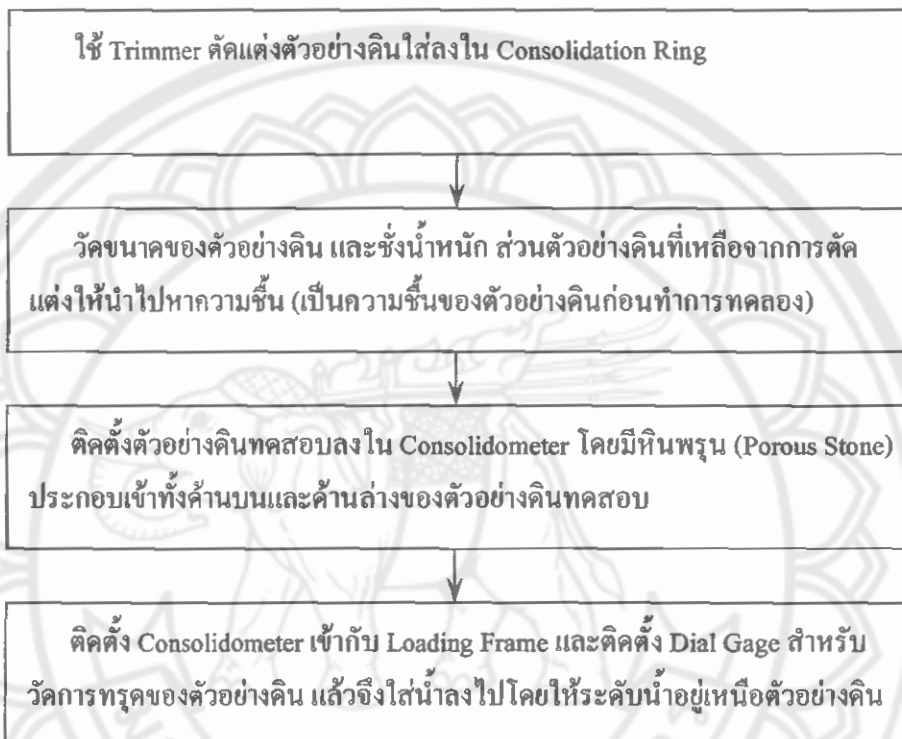 ใช้ Trimmer ตัดแต่งตัวอย่างดินใส่ลงใน Consolidation Ring
วัดขนาดของตัวอย่างดิน และชั่งน้ำหนัก ส่วนตัวอย่างดินที่เหลือจากการตัด
แต่งให้นำไปหาความชื้น (เป็นความชื้นของตัวอย่างดินก่อนทำการทดลอง)
ติดตั้งตัวอย่างดินทดสอบลงใน Consolidometer โดยมีหินพรุน (Porous Stone)
ประกอบเข้าทั้งด้านบนและด้านล่างของตัวอย่างดินทดสอบ
ติดตั้ง Consolidometer เข้ากับ Loading Frame และติดตั้ง Dial Gage สำหรับ
วัดการทรุดของตัวอย่างดิน แล้วจึงใส่น้ำลงไปโดยให้ระดับน้ำอยู่เหนือตัวอย่างดิน